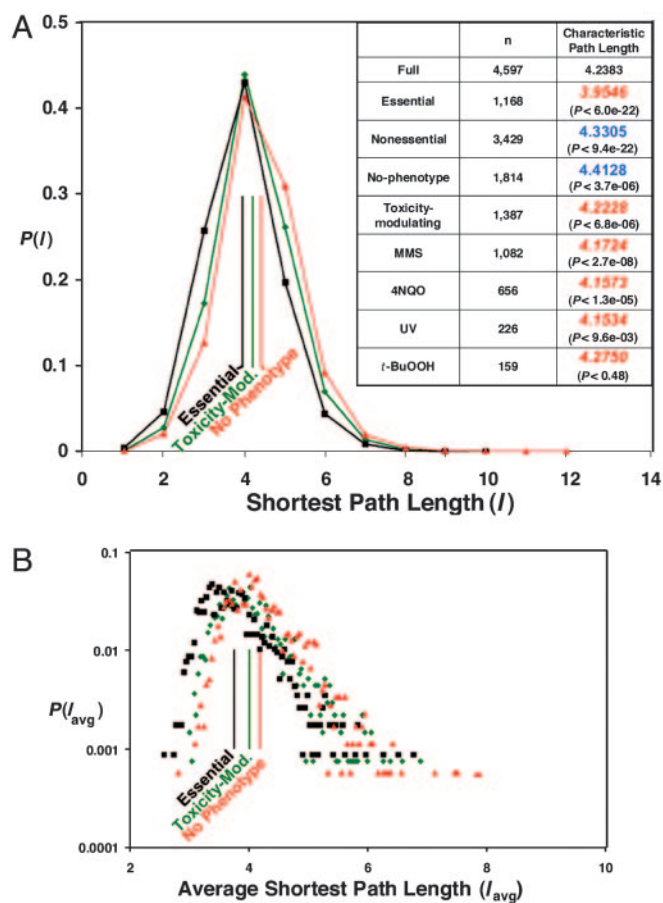 A
0.5
0.4
0.3
P(l)
0.2
0.1
0
0 2 4 6 8 10 12 14
Shortest Path Length (l)
Essential
Toxicity-Mod.
No Phenotype
n Characteristic Path Length
Full 4,597 4.2383
Essential 1,168 3.9546 (P < 6.0e-22)
Nonessential 3,429 4.3305 (P < 9.4e-22)
No-phenotype 1,814 4.4128 (P < 3.7e-06)
Toxicity-modulating 1,387 4.2228 (P < 6.8e-06)
MMS 1,082 4.1724 (P < 2.7e-08)
4NQO 656 4.1573 (P < 1.3e-05)
UV 226 4.1534 (P < 9.6e-03)
t-BuOOH 159 4.2750 (P < 0.48)
B
0.1
0.01
P(lavg)
0.001
0.0001
Essential
Toxicity-Mod.
No Phenotype
2 4 6 8 10
Average Shortest Path Length (lavg)